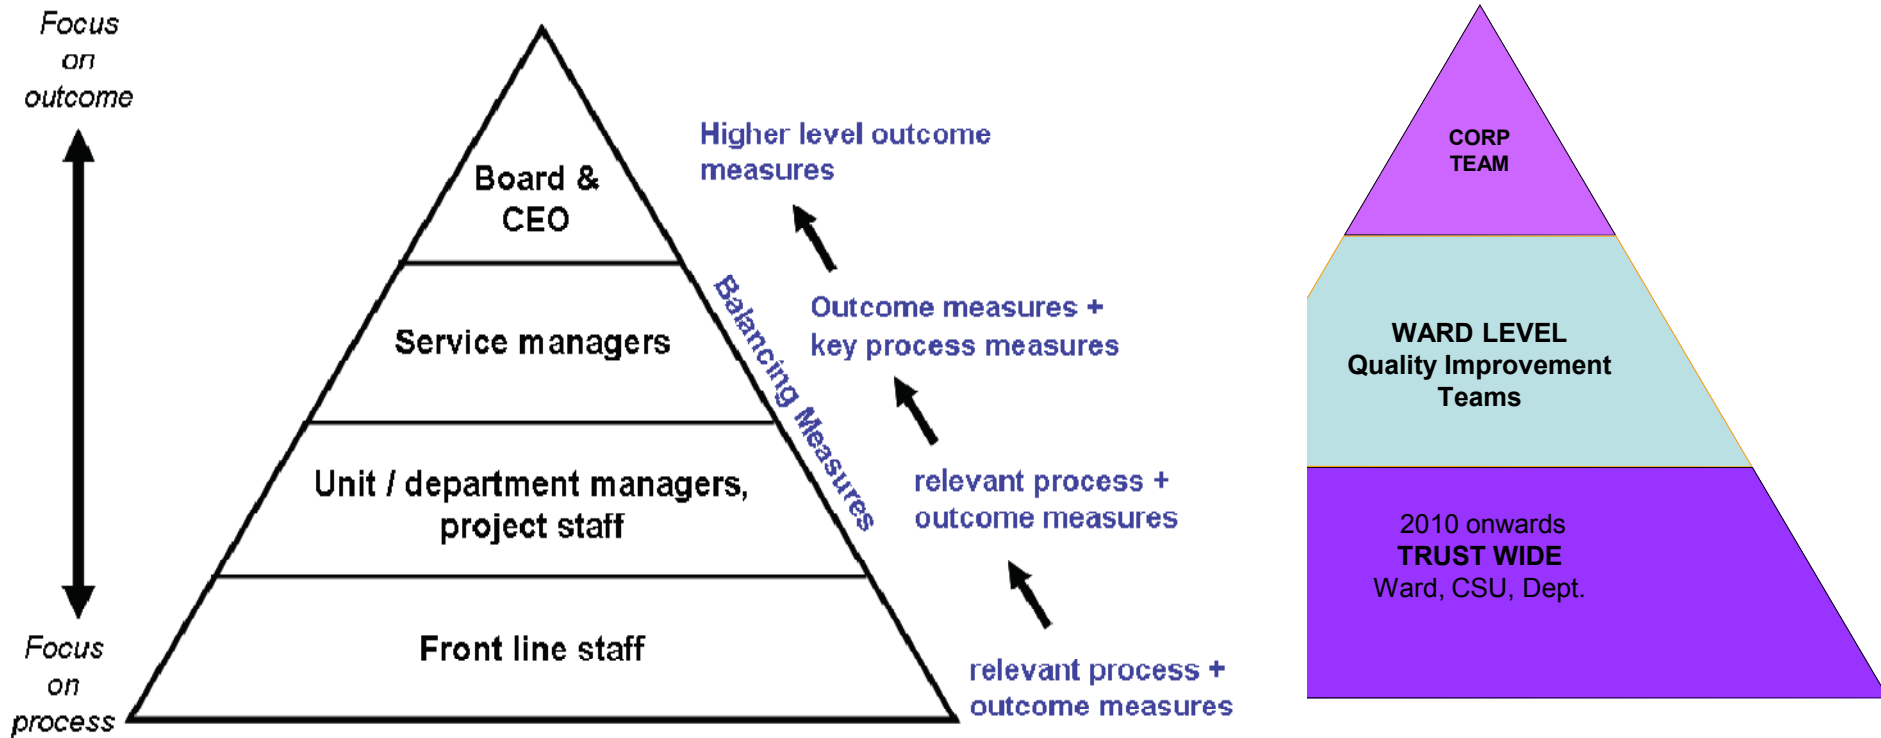 Focus
on
outcome
Focus
on
process
Board &
CEO
Service managers
Unit / department managers,
project staff
Front line staff
Balancing Measures
Higher level outcome
measures
Outcome measures +
key process measures
relevant process +
outcome measures
relevant process +
outcome measures
CORP
TEAM
WARD LEVEL
Quality Improvement
Teams
2010 onwards
TRUST WIDE
Ward, CSU, Dept.